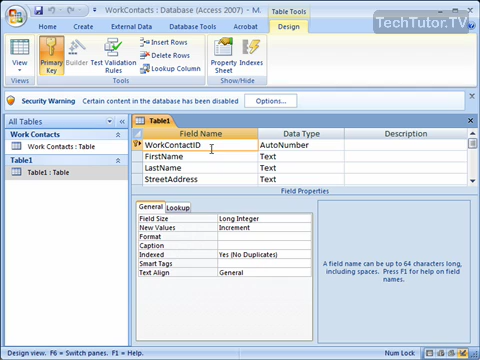 WorkContacts : Database (Access 2007) - M.
Table Tools
TechTutor.TV
Home
Create
External Data
Database Tools
Acrobat
Design
View
Primary Key
Builder
Test Validation Rules
Insert Rows
Delete Rows
Lookup Column
Property Sheet
Indexes
Views
Tools
Show/Hide
Security Warning
Certain content in the database has been disabled
Options...
All Tables
Work Contacts
Work Contacts : Table
Table1
Table1 : Table
Table1
Field Name
Data Type
Description
WorkContactID
AutoNumber
FirstName
Text
LastName
Text
StreetAddress
Text
Field Properties
General
Lookup
Field Size
Long Integer
New Values
Increment
Format
Caption
Indexed
Yes (No Duplicates)
Smart Tags
Text Align
General
A field name can be up to 64 characters long,
including spaces. Press F1 for help on field
names.
Design view. F6 = Switch panes. F1 = Help.
Num Lock